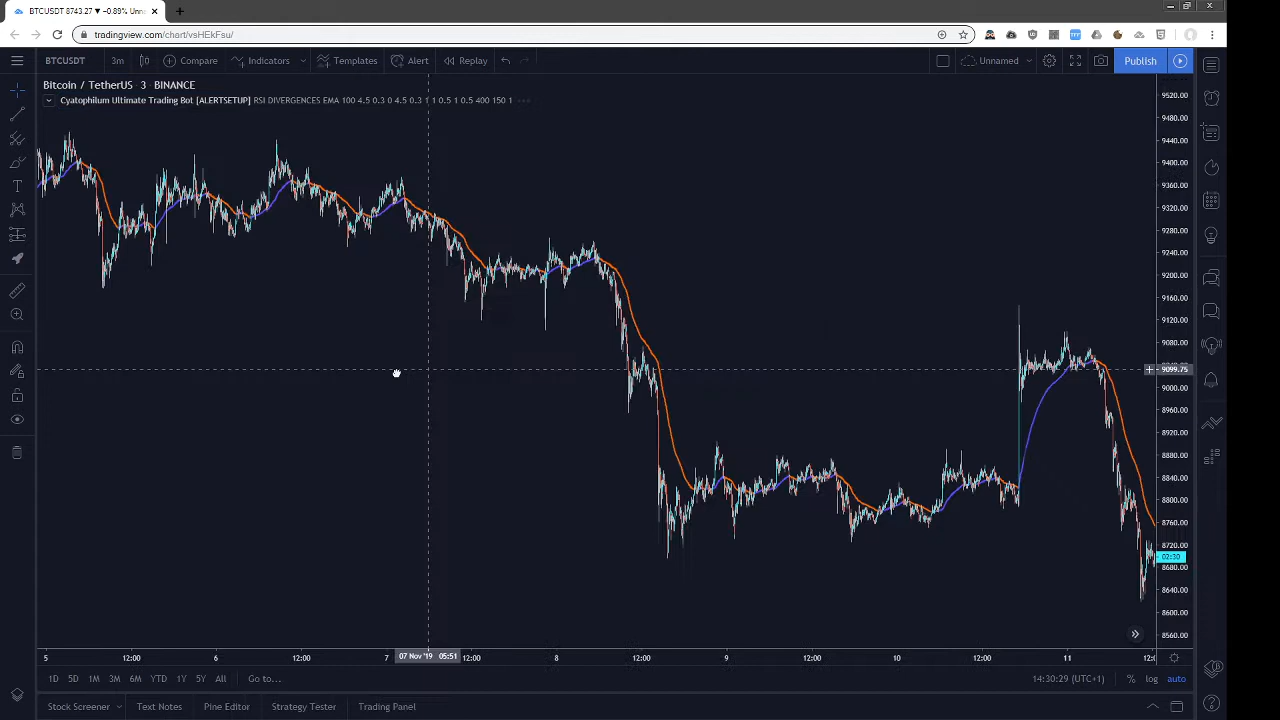 BTCUSDT 8743.27 ▼ −0.89% Unn
vsHEkFsu
tradingview.com/chart/vsHEkFsu/
BTCUSDT 3m Compare Indicators Templates Alert Replay Unnamed Publish
Bitcoin / TetherUS · 3 · BINANCE
Cyatophilum Ultimate Trading Bot [ALERTSETUP] RSI DIVERGENCES EMA 100 4.5 0.3 0 4.5 0.3 1 1 0.5 1 0.5 400 150 1
9520.00
9480.00
9440.00
9400.00
9360.00
9320.00
9280.00
9240.00
9200.00
9160.00
9120.00
9080.00
9099.75
9000.00
8960.00
8920.00
8880.00
8840.00
8800.00
8760.00
8720.00
02:30
8680.00
8640.00
8600.00
8560.00
5 12:00 6 12:00 7 07 Nov '19 05:51 12:00 8 12:00 9 12:00 10 12:00 11
1D 5D 1M 3M 6M YTD 1Y 5Y All Go to... 14:30:29 (UTC+1) % log auto
Stock Screener Text Notes Pine Editor Strategy Tester Trading Panel